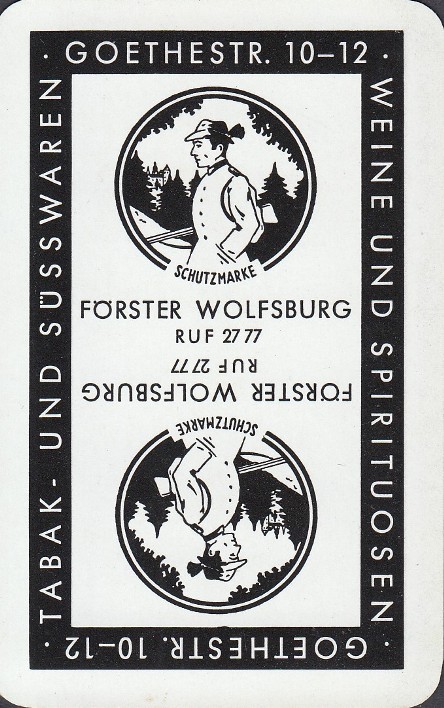 · GOETHESTR. 10–12 ·
WEINE UND SPIRITUOSEN
TABAK- UND SÜSSWAREN
SCHUTZMARKE
FÖRSTER WOLFSBURG
RUF 2777
RUF 2777
FÖRSTER WOLFSBURG
SCHUTZMARKE
· GOETHESTR. 10–12 ·